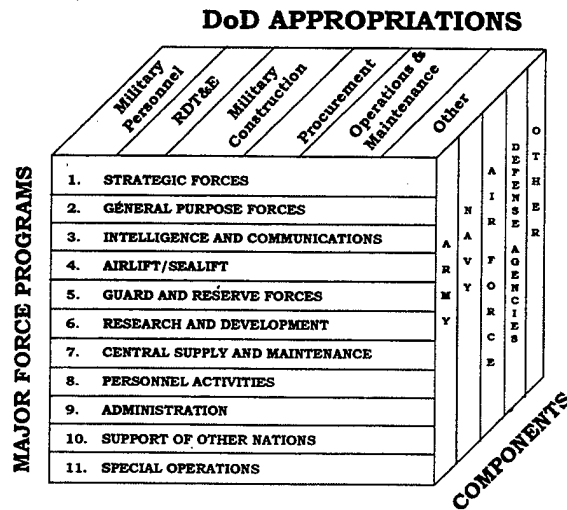 DoD APPROPRIATIONS
Military
Personnel
RDT&E
Military
Construction
Procurement
Operations &
Maintenance
Other
MAJOR FORCE PROGRAMS
1. STRATEGIC FORCES
2. GENERAL PURPOSE FORCES
3. INTELLIGENCE AND COMMUNICATIONS
4. AIRLIFT/SEALIFT
5. GUARD AND RESERVE FORCES
6. RESEARCH AND DEVELOPMENT
7. CENTRAL SUPPLY AND MAINTENANCE
8. PERSONNEL ACTIVITIES
9. ADMINISTRATION
10. SUPPORT OF OTHER NATIONS
11. SPECIAL OPERATIONS
ARMY
NAVY
AIR FORCE
DEFENSE AGENCIES
OTHER
COMPONENTS